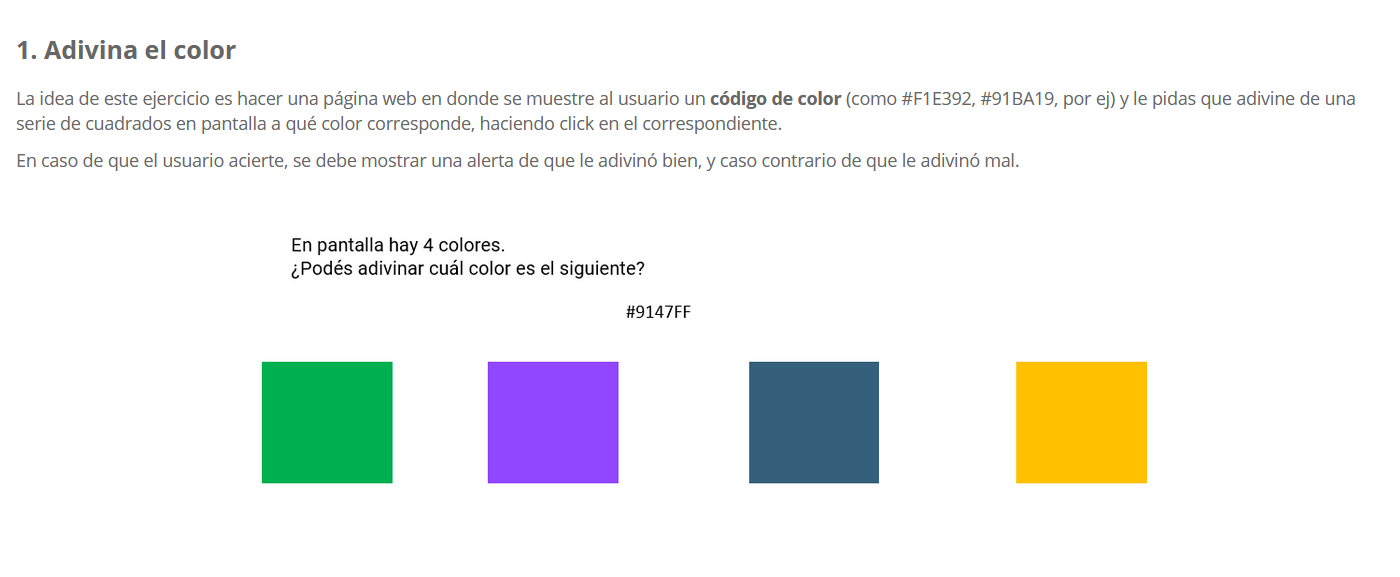 1. Adivina el color
La idea de este ejercicio es hacer una página web en donde se muestre al usuario un código de color (como #F1E392, #91BA19, por ej) y le pidas que adivine de una
serie de cuadrados en pantalla a qué color corresponde, haciendo click en el correspondiente.
En caso de que el usuario acierte, se debe mostrar una alerta de que le adivinó bien, y caso contrario de que le adivinó mal.
En pantalla hay 4 colores.
¿Podés adivinar cuál color es el siguiente?
#9147FF